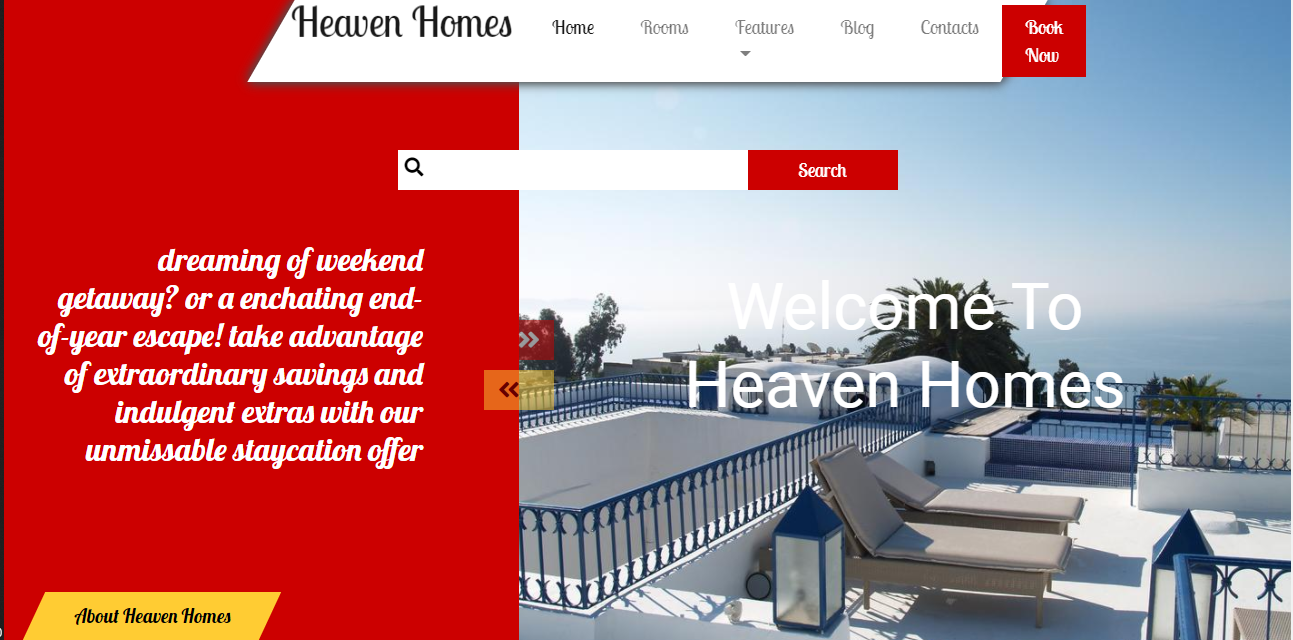 Heaven Homes
Home
Rooms
Features
Blog
Contacts
Book
Now
Search
dreaming of weekend
getaway? or a enchating end-
of-year escape! take advantage
of extraordinary savings and
indulgent extras with our
unmissable staycation offer
Welcome To
Heaven Homes
About Heaven Homes